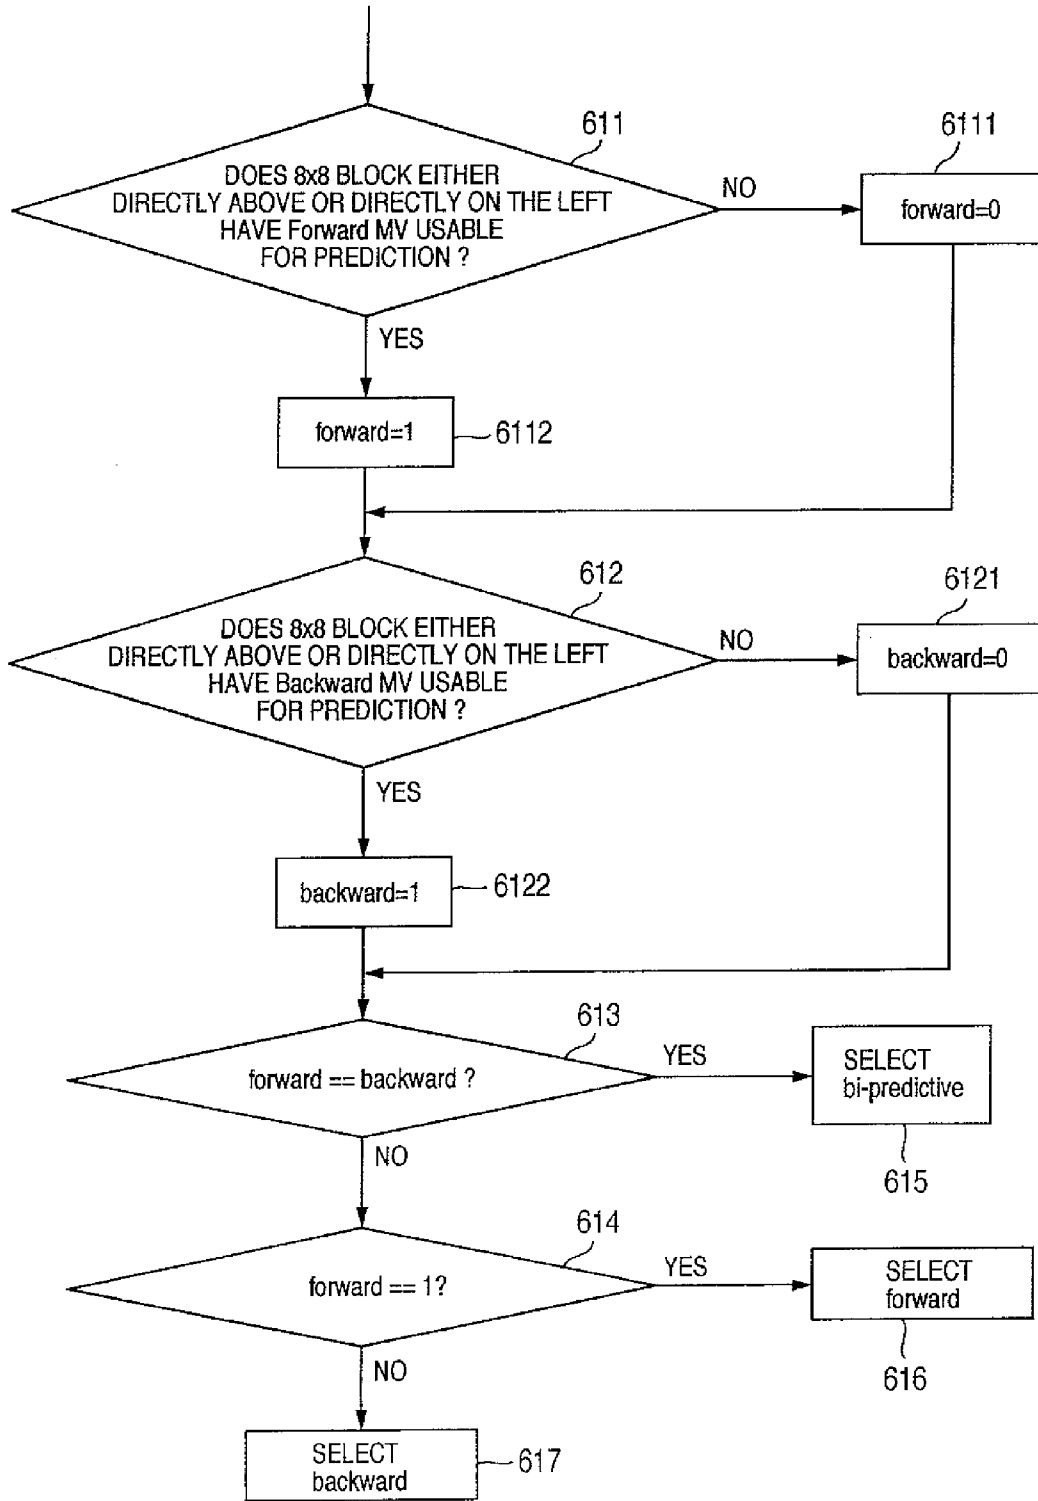 611
6111
DOES 8x8 BLOCK EITHER
DIRECTLY ABOVE OR DIRECTLY ON THE LEFT
HAVE Forward MV USABLE
FOR PREDICTION ?
NO
forward=0
YES
forward=1
6112
612
6121
DOES 8x8 BLOCK EITHER
DIRECTLY ABOVE OR DIRECTLY ON THE LEFT
HAVE Backward MV USABLE
FOR PREDICTION ?
NO
backward=0
YES
backward=1
6122
613
forward == backward ?
YES
SELECT
bi-predictive
615
NO
614
forward == 1?
YES
SELECT
forward
616
NO
SELECT
backward
617